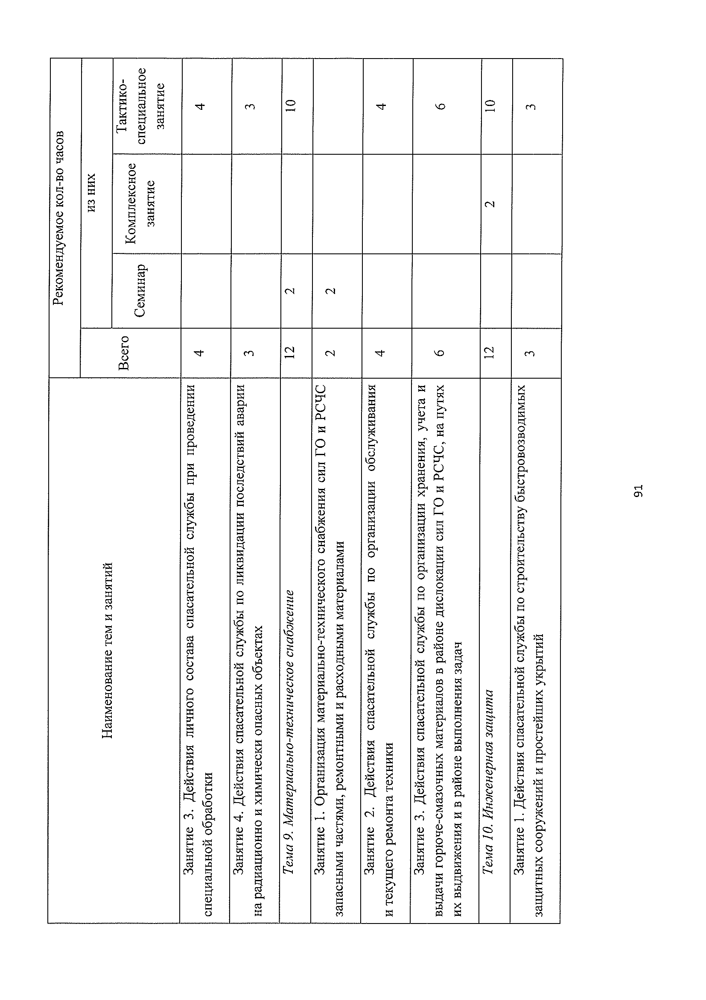 Наименование тем и занятий
Рекомендуемое кол-во часов
Всего
из них
Семинар
Комплексное
занятие
Тактико-
специальное
занятие
Занятие 3. Действия личного состава спасательной службы при проведении
специальной обработки
4
4
Занятие 4. Действия спасательной службы по ликвидации последствий аварии
на радиационно и химически опасных объектах
3
3
Тема 9. Материально-техническое снабжение
12
2
10
Занятие 1. Организация материально-технического снабжения сил ГО и РСЧС
запасными частями, ремонтными и расходными материалами
2
2
Занятие 2. Действия спасательной службы по организации обслуживания
и текущего ремонта техники
4
4
Занятие 3. Действия спасательной службы по организации хранения, учета и
выдачи горюче-смазочных материалов в районе дислокации сил ГО и РСЧС, на путях
их выдвижения и в районе выполнения задач
6
6
Тема 10. Инженерная защита
12
2
10
Занятие 1. Действия спасательной службы по строительству быстровозводимых
защитных сооружений и простейших укрытий
3
3
91